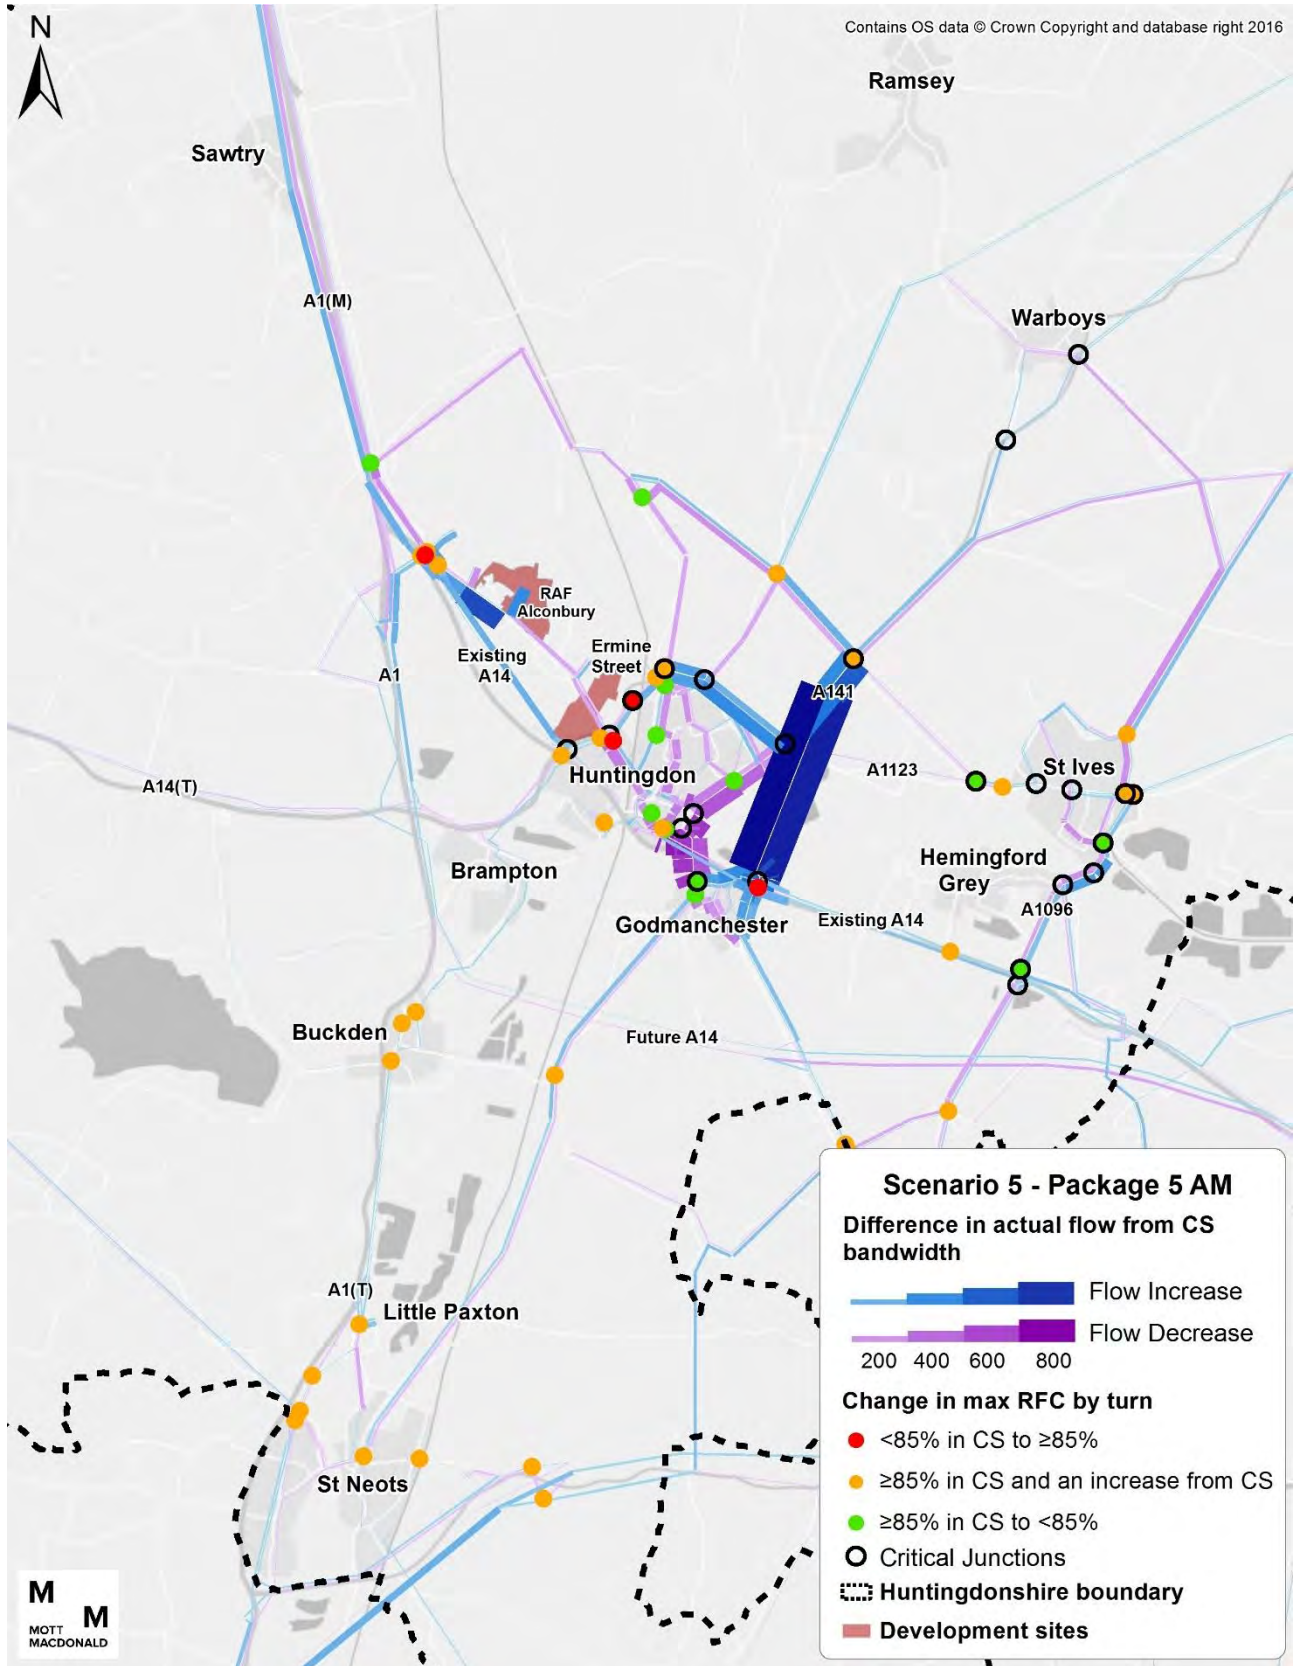 Contains OS data © Crown Copyright and database right 2016
N
Ramsey
Sawtry
A1(M)
Warboys
RAF
Alconbury
Ermine
Street
Existing
A14
A1
A141
A14(T)
Huntingdon
A1123
St Ives
Brampton
Hemingford
Grey
A1096
Godmanchester
Existing A14
Buckden
Future A14
A1(T)
Little Paxton
St Neots
Scenario 5 - Package 5 AM
Difference in actual flow from CS
bandwidth
Flow Increase
Flow Decrease
200 400 600 800
Change in max RFC by turn
<85% in CS to ≥85%
≥85% in CS and an increase from CS
≥85% in CS to <85%
Critical Junctions
Huntingdonshire boundary
Development sites
M
M
MOTT
MACDONALD